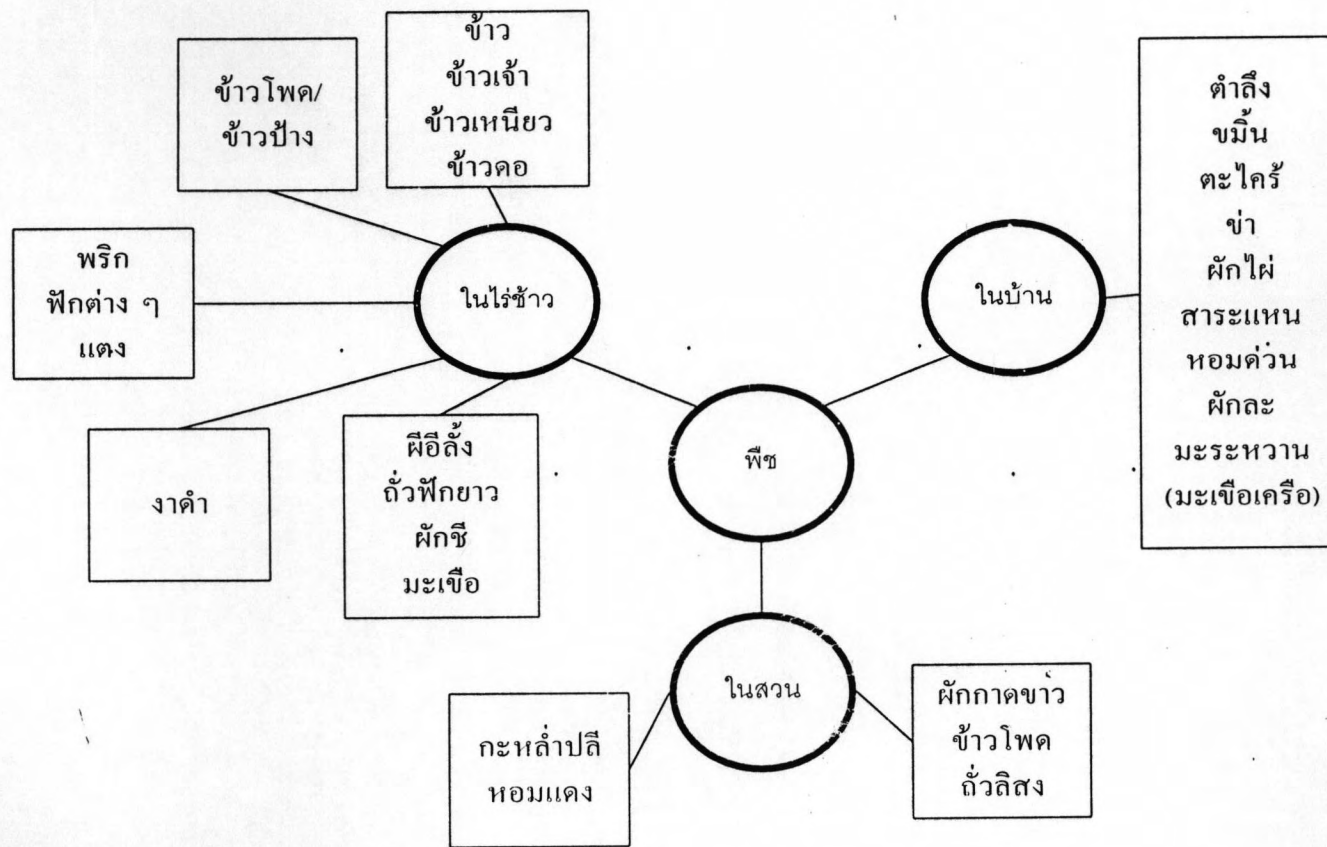 ข้าว
ข้าวเจ้า
ข้าวเหนียว
ข้าวดอ
ข้าวโพด/
ข้าวป้าง
ตำลึง
ขมิ้น
ตะไคร้
ข่า
ผักไผ่
สาระแหน
หอมด่วน
ผักละ
มะระหวาน
(มะเขือเครือ)
พริก
ฟักต่าง ๆ
แตง
ในไร่ข้าว
ในบ้าน
งาดำ
ผีอีลั้ง
ถั่วฟักยาว
ผักชี
มะเขือ
พืช
ในสวน
กะหล่ำปลี
หอมแดง
ผักกาดขาว
ข้าวโพด
ถั่วลิสง